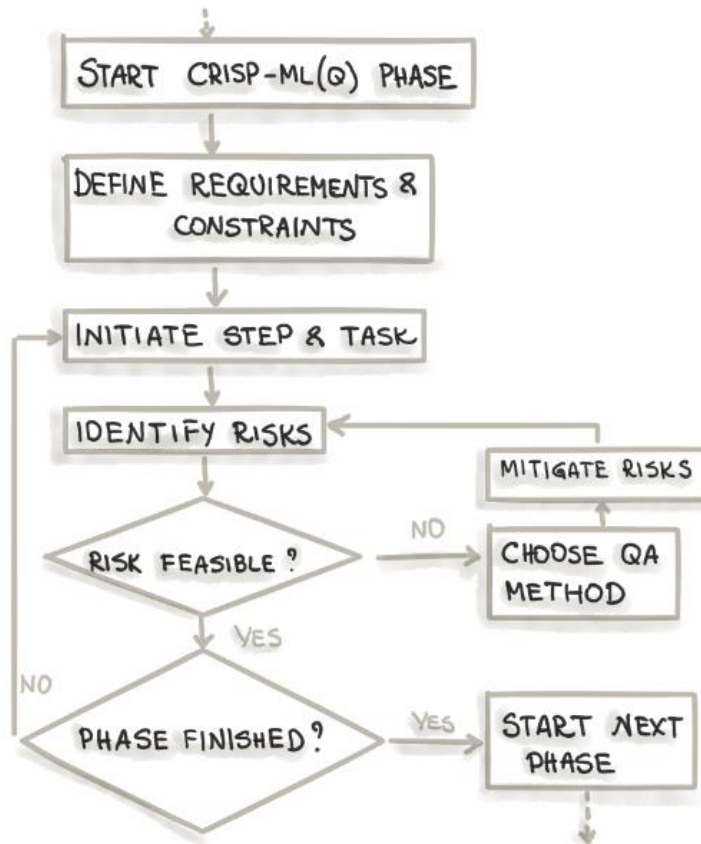 START CRISP-ML(Q) PHASE
DEFINE REQUIREMENTS &
CONSTRAINTS
INITIATE STEP & TASK
IDENTIFY RISKS
MITIGATE RISKS
RISK FEASIBLE?
NO
CHOOSE QA
METHOD
YES
NO
PHASE FINISHED?
YES
START NEXT
PHASE